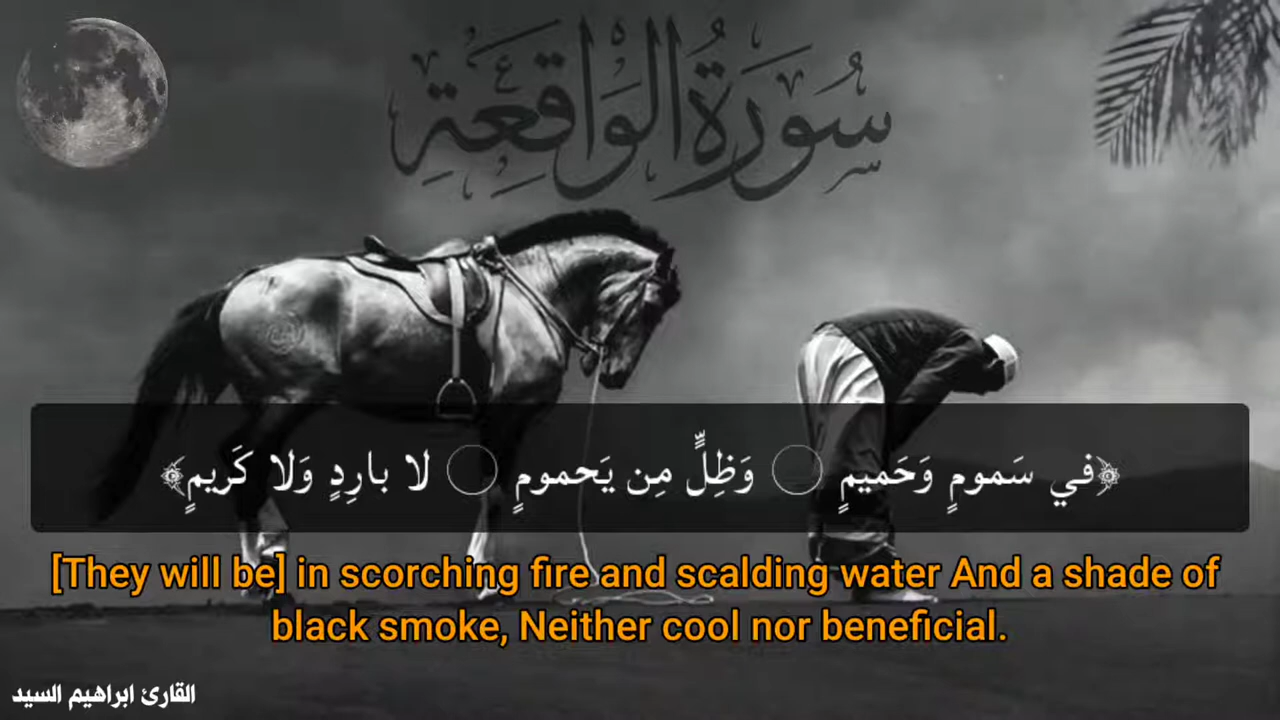 سُورَةُ الْوَاقِعَةِ
﴿في سَمومٍ وَحَميمٍ ۝ وَظِلٍّ مِن يَحمومٍ ۝ لا بارِدٍ وَلا كَريمٍ﴾
[They will be] in scorching fire and scalding water And a shade of
black smoke, Neither cool nor beneficial.
القارئ ابراهيم السيد